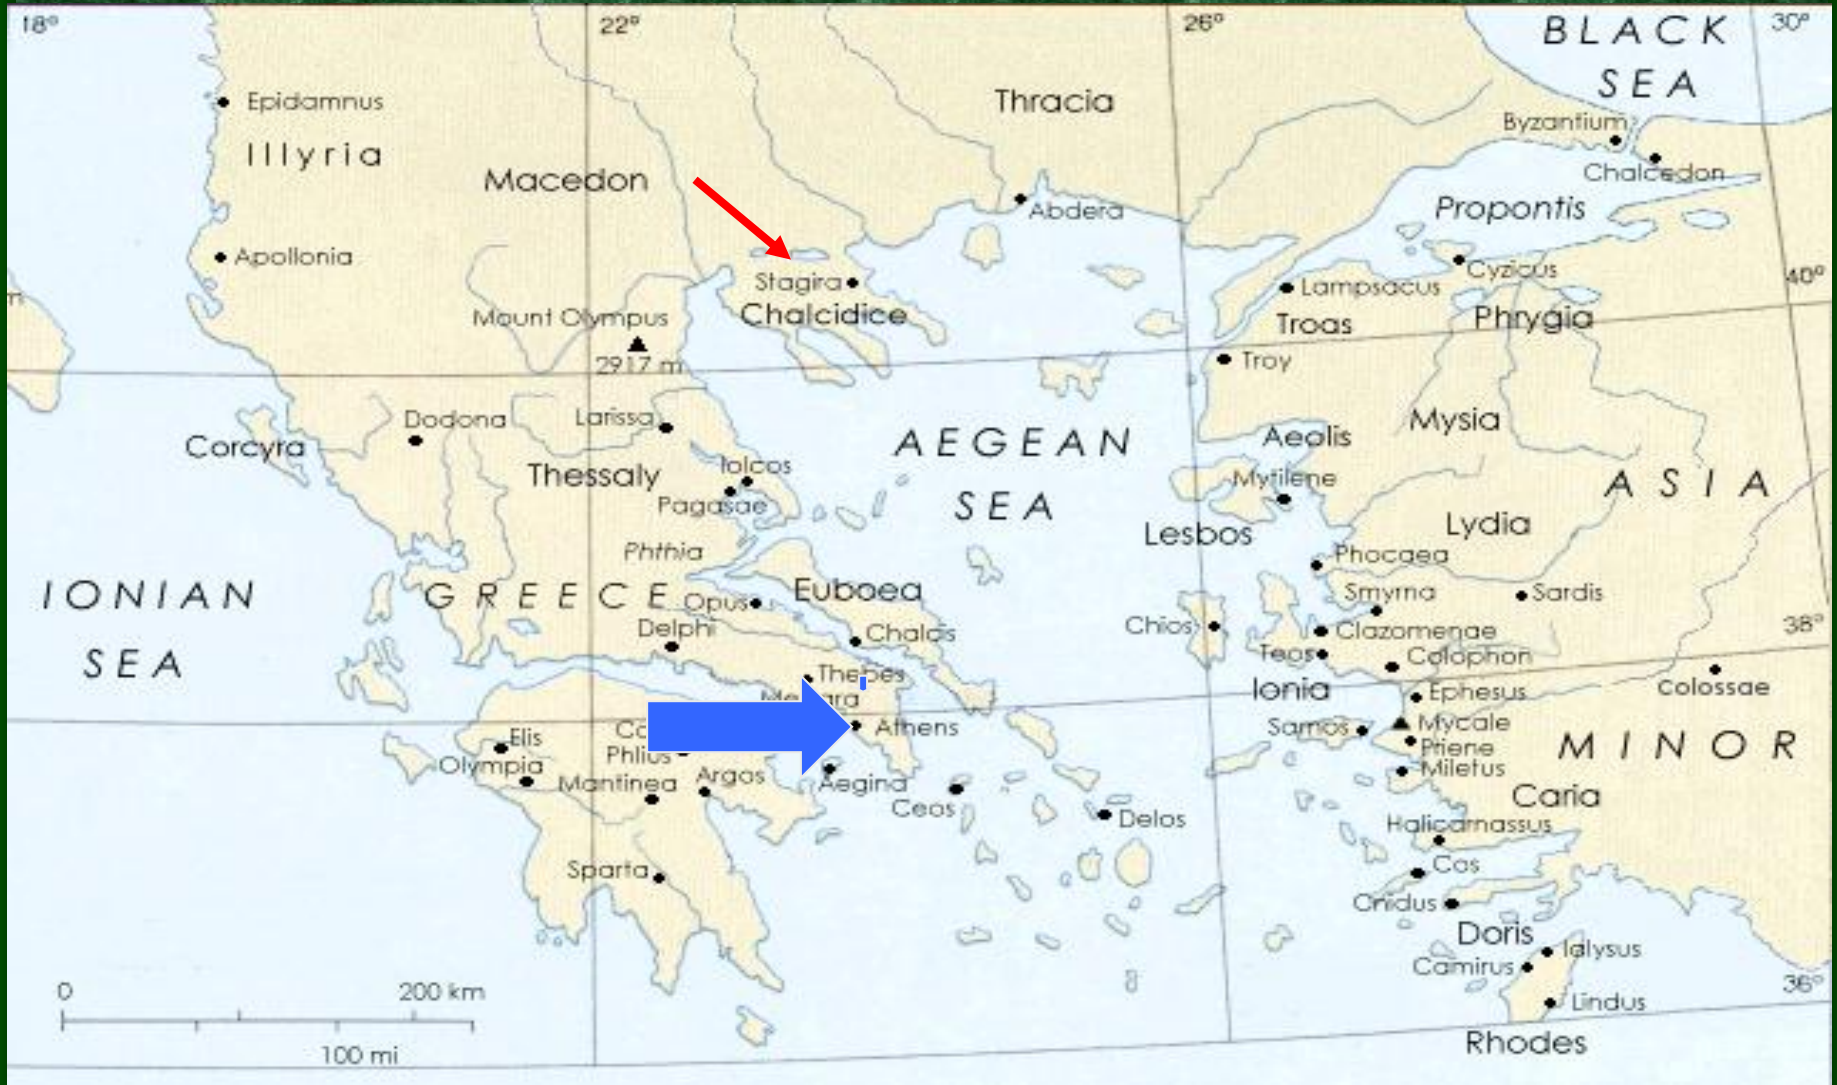 18°
22°
26°
30°
BLACK
SEA
Epidamnus
Thracia
Byzantium
Illyria
Chalcedon
Macedon
Abdera
Propontis
Apollonia
Stagira
Cyzicus
40°
Lampsacus
Chalcidice
Mount Olympus
Troas
Phrygia
2917 m
Troy
Dodona
Larissa
Mysia
Corcyra
AEGEAN
SEA
Aeolis
Iolcos
Thessaly
Mytilene
ASIA
Pagasae
Lesbos
Lydia
Phthia
Phocaea
IONIAN
SEA
GREECE
Opus
Euboea
Smyrna
Sardis
Delphi
Chalcis
Chios
Clazomenae
38°
Teos
Colophon
Thebes
Ionia
Ephesus
Colossae
Athens
Samos
Mycale
Elis
Phlius
Priene
MINOR
Olympia
Miletus
Mantinea
Argos
Aegina
Ceos
Caria
Delos
Halicarnassus
Sparta
Cos
Cnidus
Doris
Ialysus
Camirus
36°
0
200 km
Lindus
100 mi
Rhodes